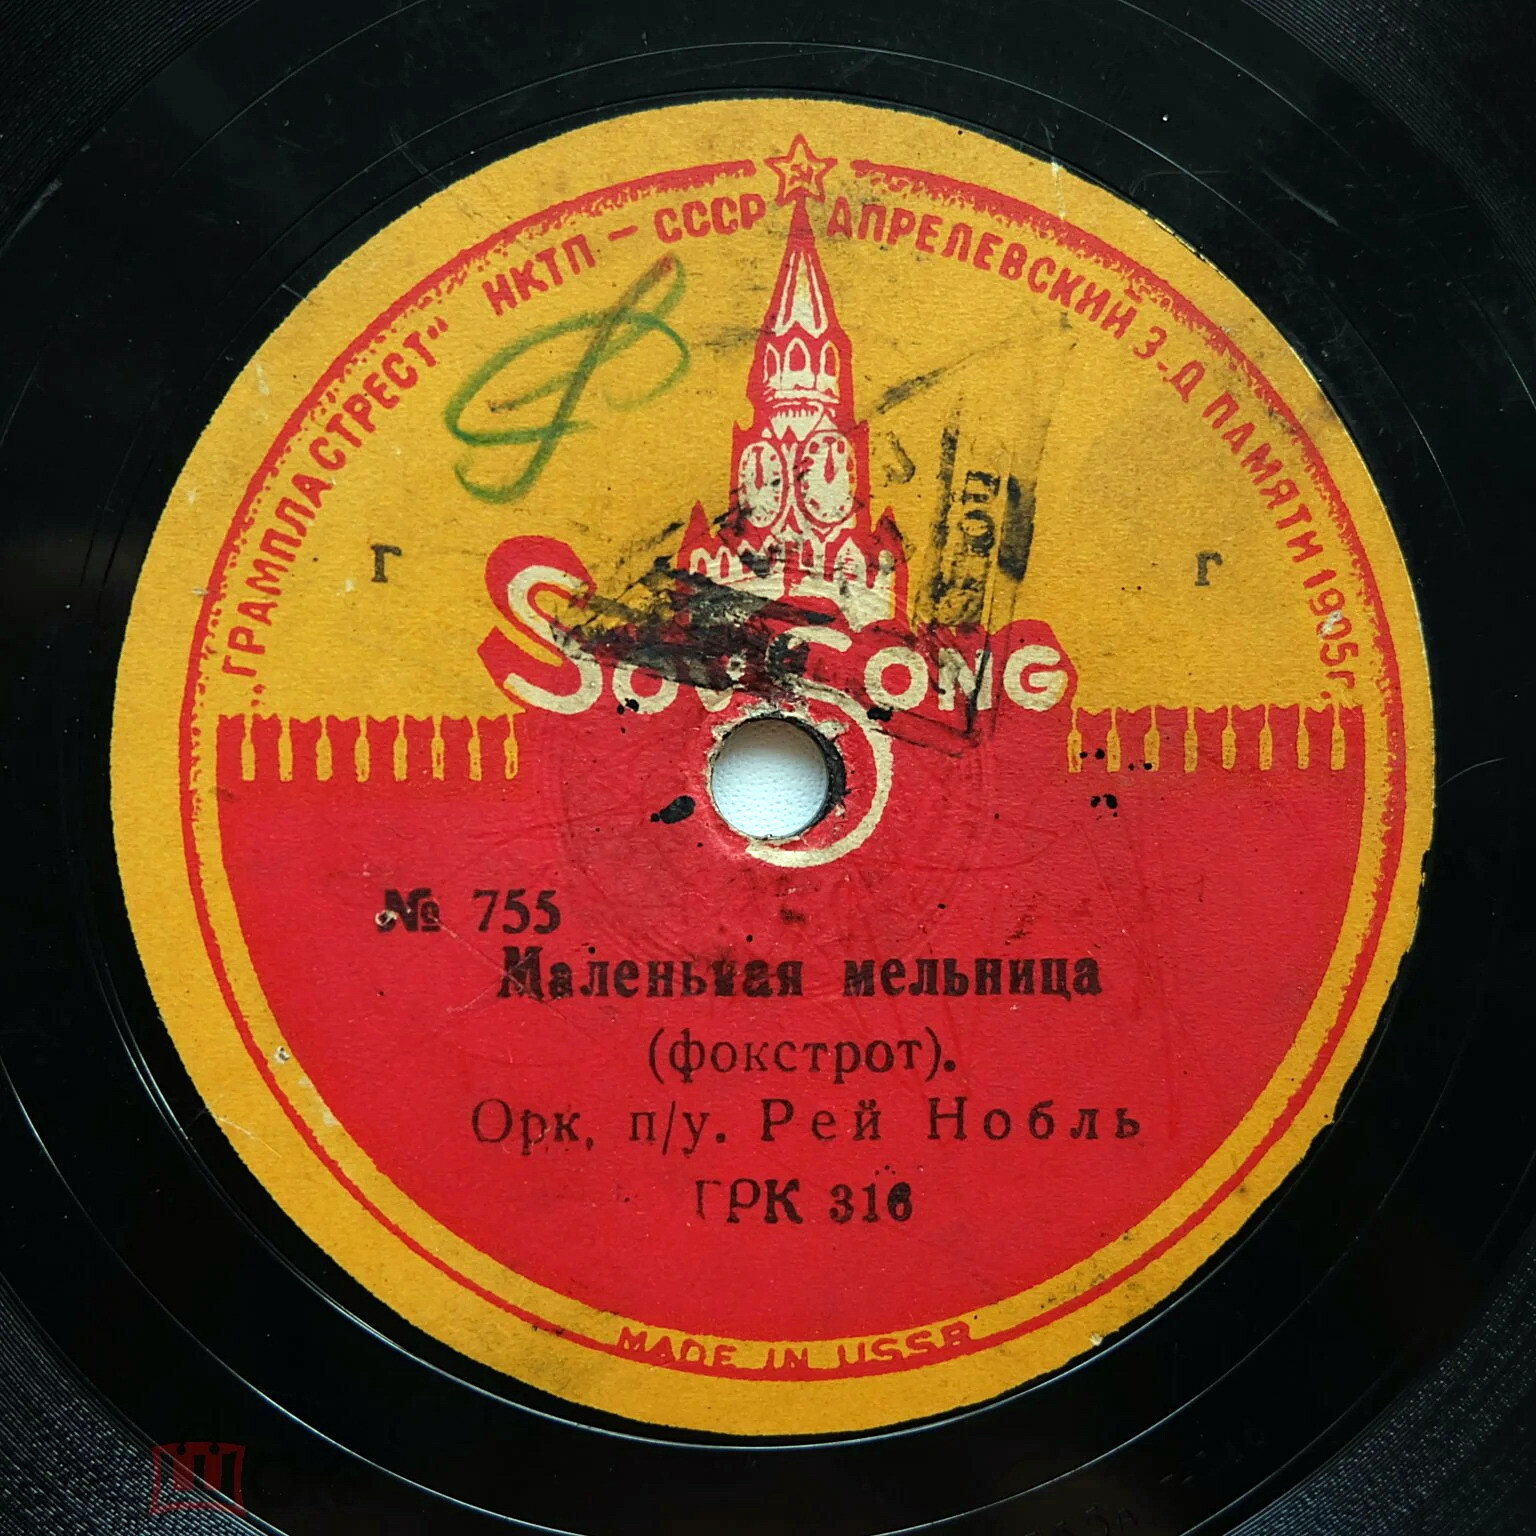 „ГРАМПЛАСТРЕСТ“ НКТП – СССР АПРЕЛЕВСКИЙ З-Д ПАМЯТИ 1905 г.
Г Г
SovSong
№ 755
Маленькая мельница
(фокстрот).
Орк. п/у. Рей Нобль
ГРК 316
MADE IN USSR